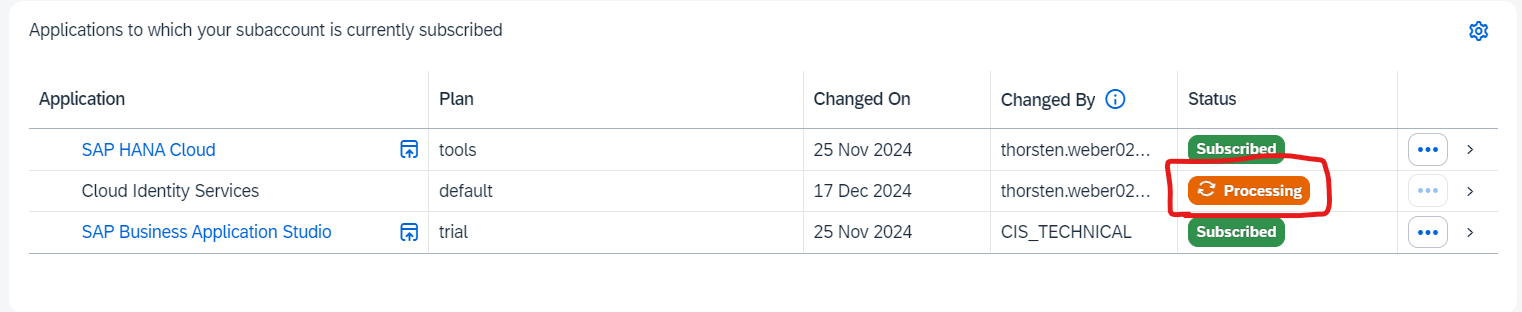 Applications to which your subaccount is currently subscribed
Application Plan Changed On Changed By Status
SAP HANA Cloud tools 25 Nov 2024 thorsten.weber02... Subscribed
Cloud Identity Services default 17 Dec 2024 thorsten.weber02... Processing
SAP Business Application Studio trial 25 Nov 2024 CIS_TECHNICAL Subscribed